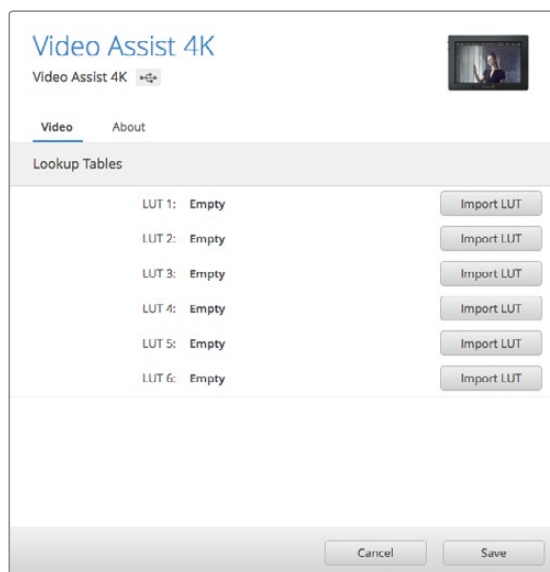 Video Assist 4K
Video Assist 4K
Video About
Lookup Tables
LUT 1: Empty Import LUT
LUT 2: Empty Import LUT
LUT 3: Empty Import LUT
LUT 4: Empty Import LUT
LUT 5: Empty Import LUT
LUT 6: Empty Import LUT
Cancel Save